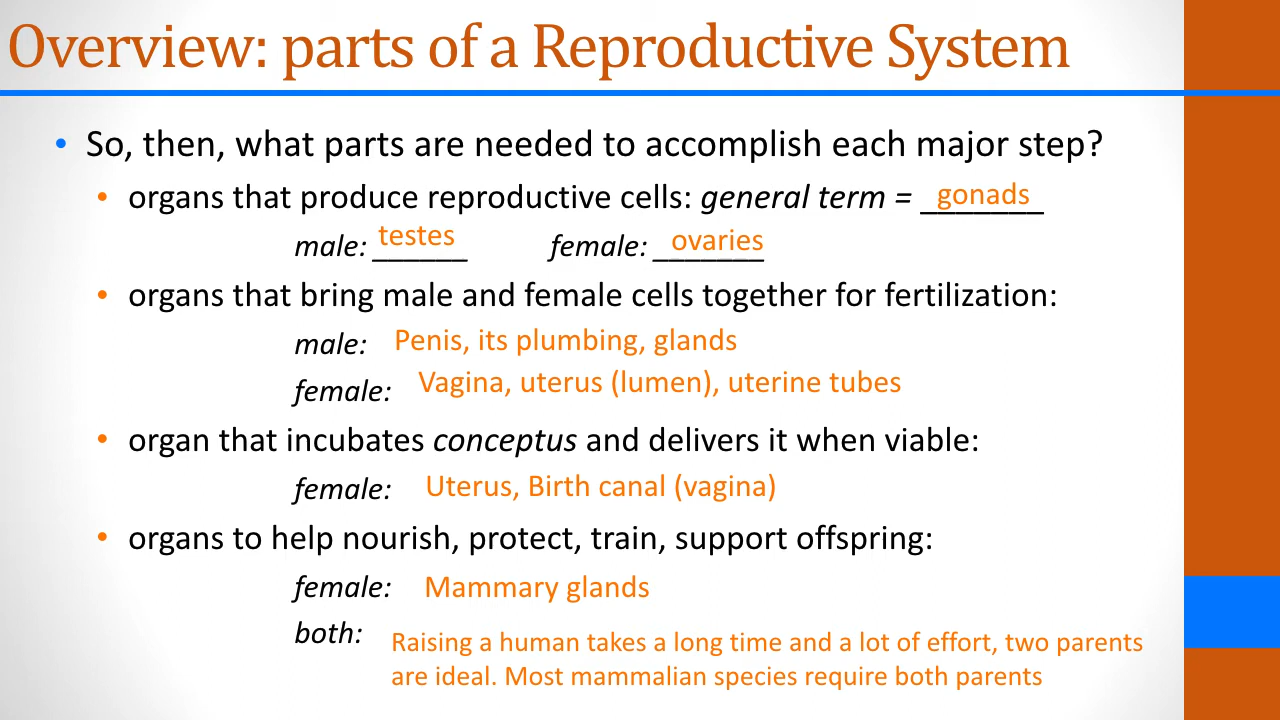 Overview: parts of a Reproductive System
• So, then, what parts are needed to accomplish each major step?
• organs that produce reproductive cells: general term = gonads
male: testes female: ovaries
• organs that bring male and female cells together for fertilization:
male: Penis, its plumbing, glands
female: Vagina, uterus (lumen), uterine tubes
• organ that incubates conceptus and delivers it when viable:
female: Uterus, Birth canal (vagina)
• organs to help nourish, protect, train, support offspring:
female: Mammary glands
both: Raising a human takes a long time and a lot of effort, two parents
are ideal. Most mammalian species require both parents